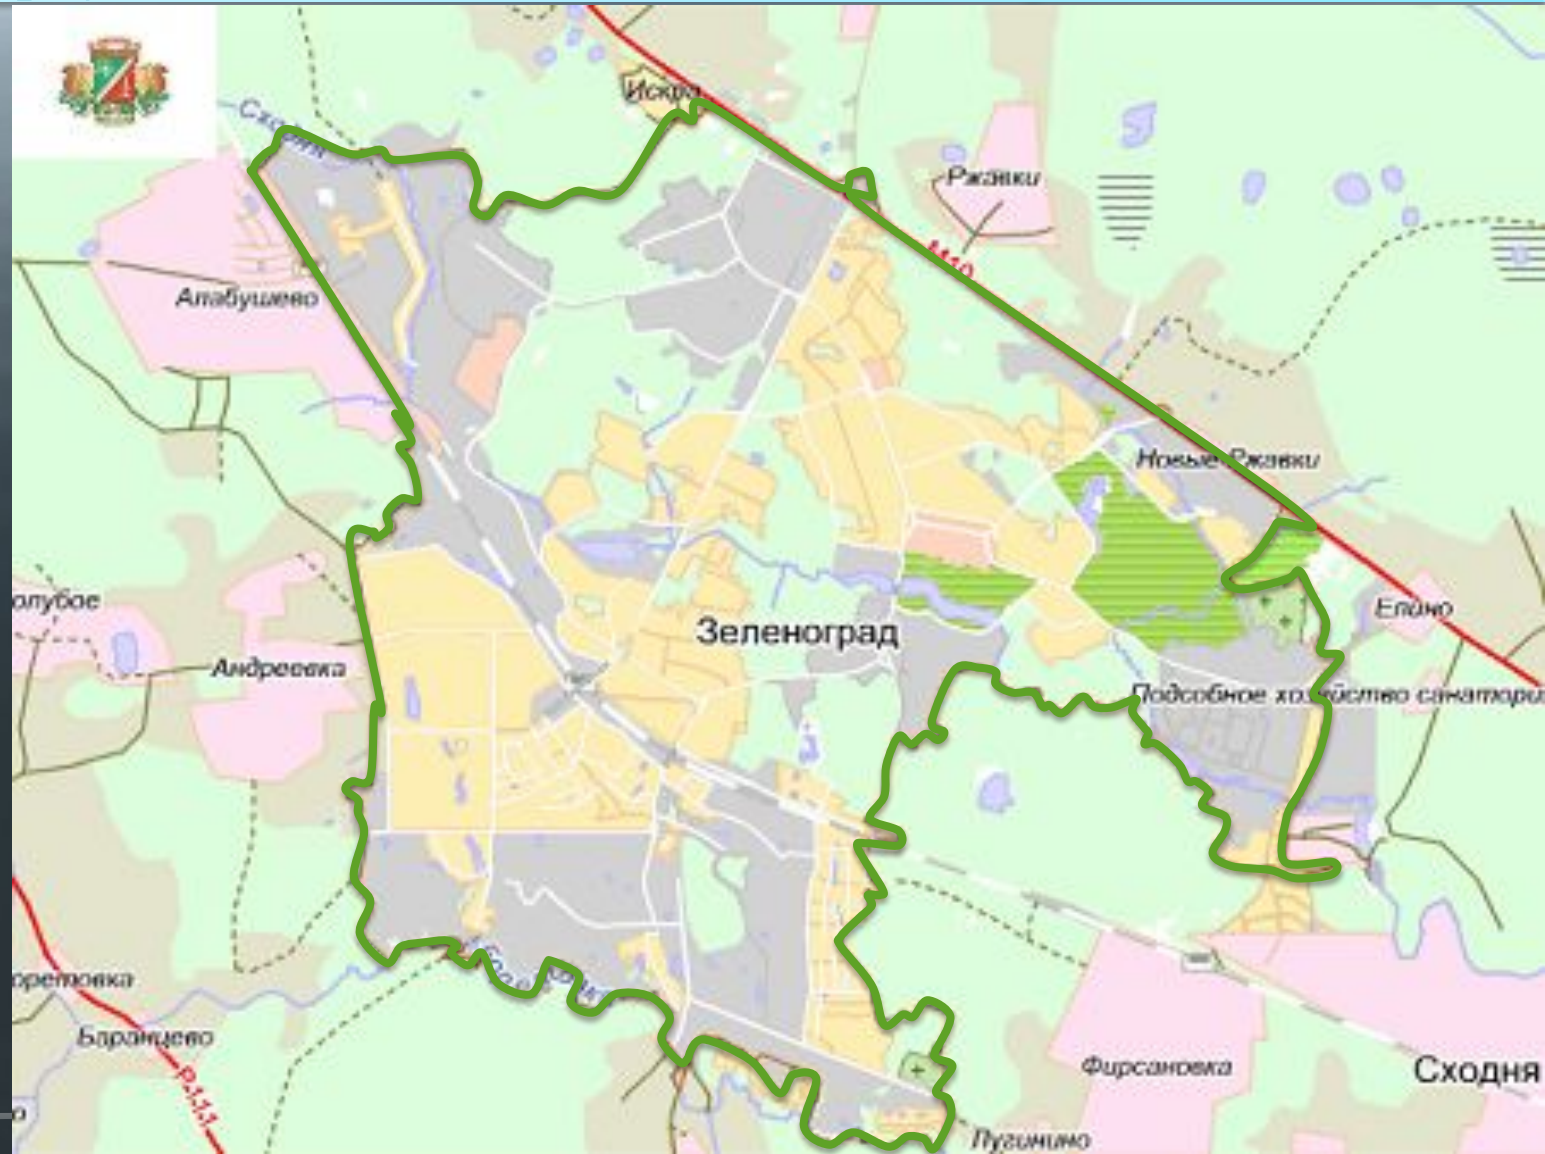 Искра
Сходня
Ржавки
М10
Алабушево
Новые Ржавки
олубое
Елино
Зеленоград
Андреевка
Подсобное хозяйство санатори
оретовка
Баранцево
Фирсановка
Сходня
Р111
о
Лугинино